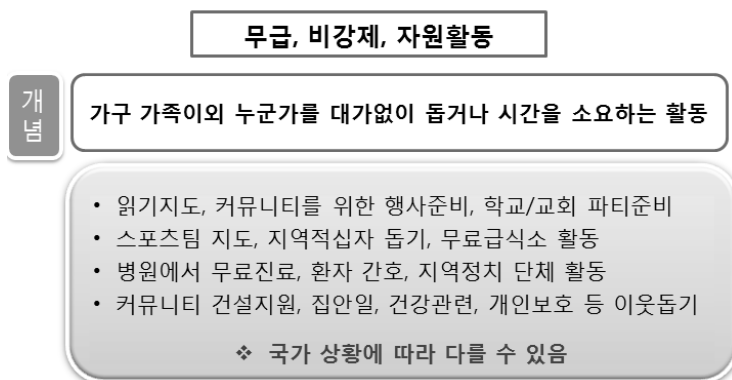 무급, 비강제, 자원활동
개념
가구 가족이외 누군가를 대가없이 돕거나 시간을 소요하는 활동
• 읽기지도, 커뮤니티를 위한 행사준비, 학교/교회 파티준비
• 스포츠팀 지도, 지역적십자 돕기, 무료급식소 활동
• 병원에서 무료진료, 환자 간호, 지역정치 단체 활동
• 커뮤니티 건설지원, 집안일, 건강관련, 개인보호 등 이웃돕기
❖ 국가 상황에 따라 다를 수 있음